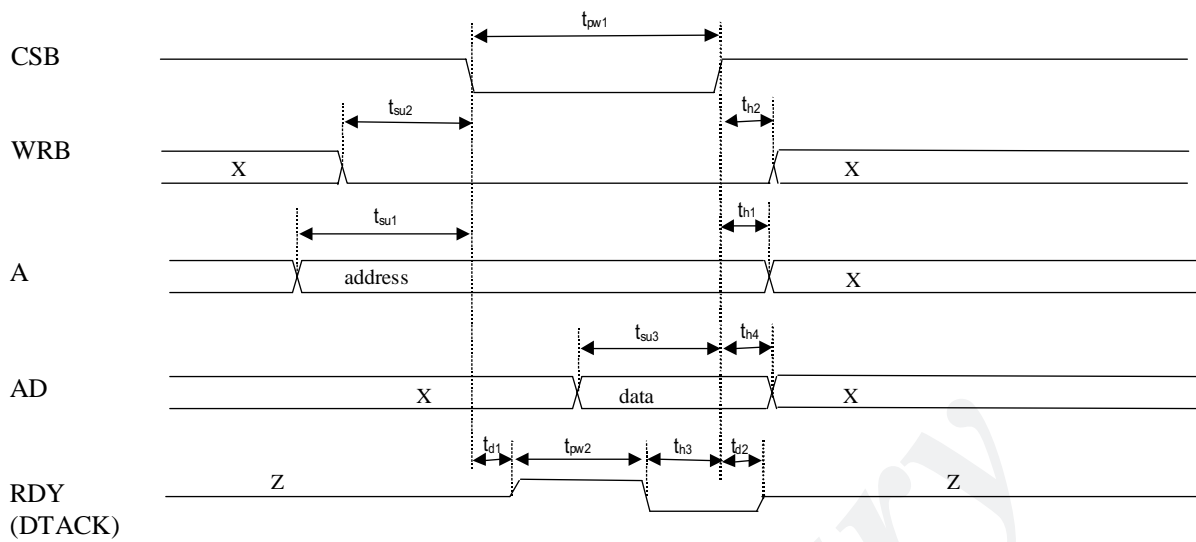 tpw1
CSB
tsu2 th2
WRB
X X
tsu1 th1
A address X
tsu3 th4
AD X data X
td1 tpw2 th3 td2
Z Z
RDY
(DTACK)